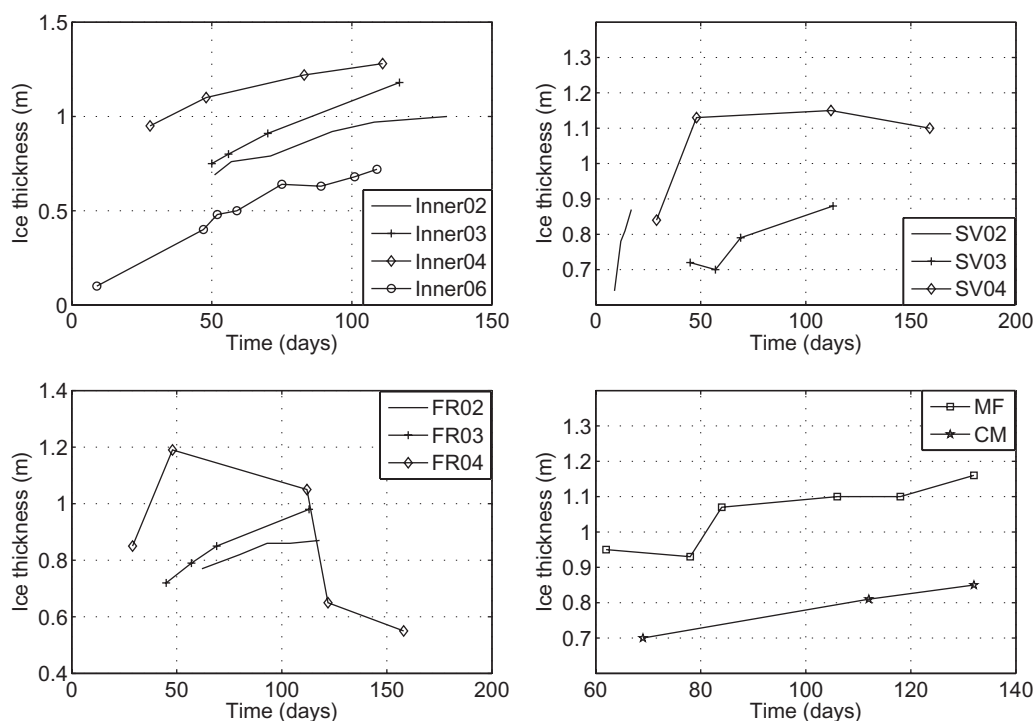 1.5
1
0.5
0
Ice thickness (m)
0 50 100 150
Time (days)
Inner02
Inner03
Inner04
Inner06
1.3
1.2
1.1
1
0.9
0.8
0.7
Ice thickness (m)
0 50 100 150 200
Time (days)
SV02
SV03
SV04
1.4
1.2
1
0.8
0.6
0.4
Ice thickness (m)
0 50 100 150 200
Time (days)
FR02
FR03
FR04
1.3
1.2
1.1
1
0.9
0.8
0.7
Ice thickness (m)
60 80 100 120 140
Time (days)
MF
CM